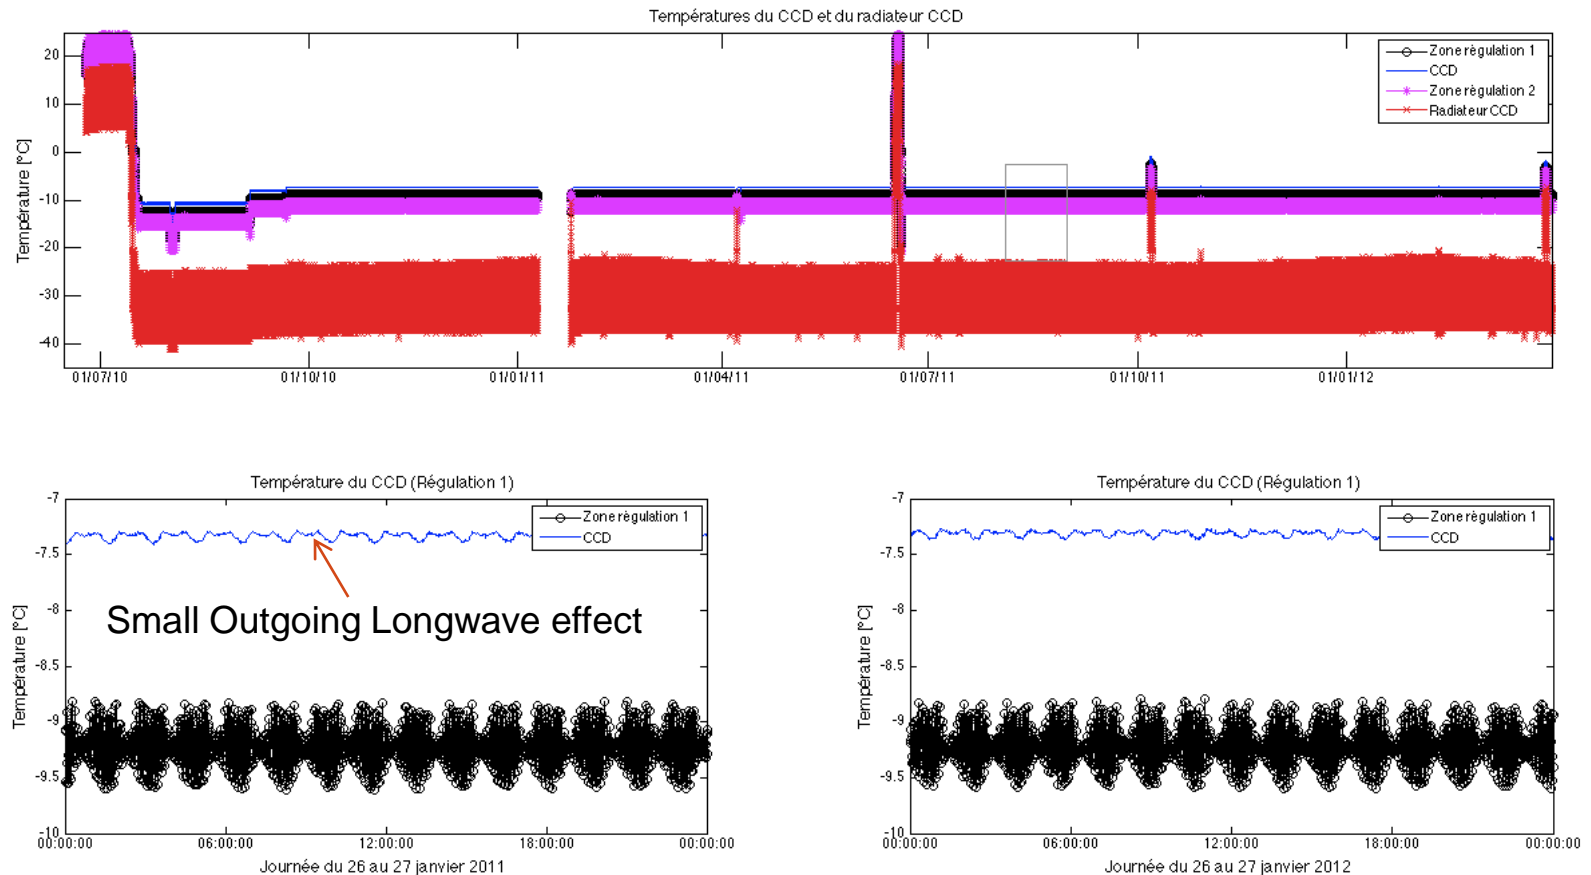 Températures du CCD et du radiateur CCD
Température [°C]
20
10
0
-10
-20
-30
-40
Zone règulation 1
CCD
Zone règulation 2
Radiateur CCD
01/07/10 01/10/10 01/01/11 01/04/11 01/07/11 01/10/11 01/01/12
Température du CCD (Régulation 1)
Température [°C]
-7
-7.5
-8
-8.5
-9
-9.5
-10
Zone règulation 1
CCD
Small Outgoing Longwave effect
00:00:00 06:00:00 12:00:00 18:00:00 00:00:00
Journée du 26 au 27 janvier 2011
Température du CCD (Régulation 1)
Température [°C]
-7
-7.5
-8
-8.5
-9
-9.5
-10
Zone règulation 1
CCD
00:00:00 06:00:00 12:00:00 18:00:00 00:00:00
Journée du 26 au 27 janvier 2012